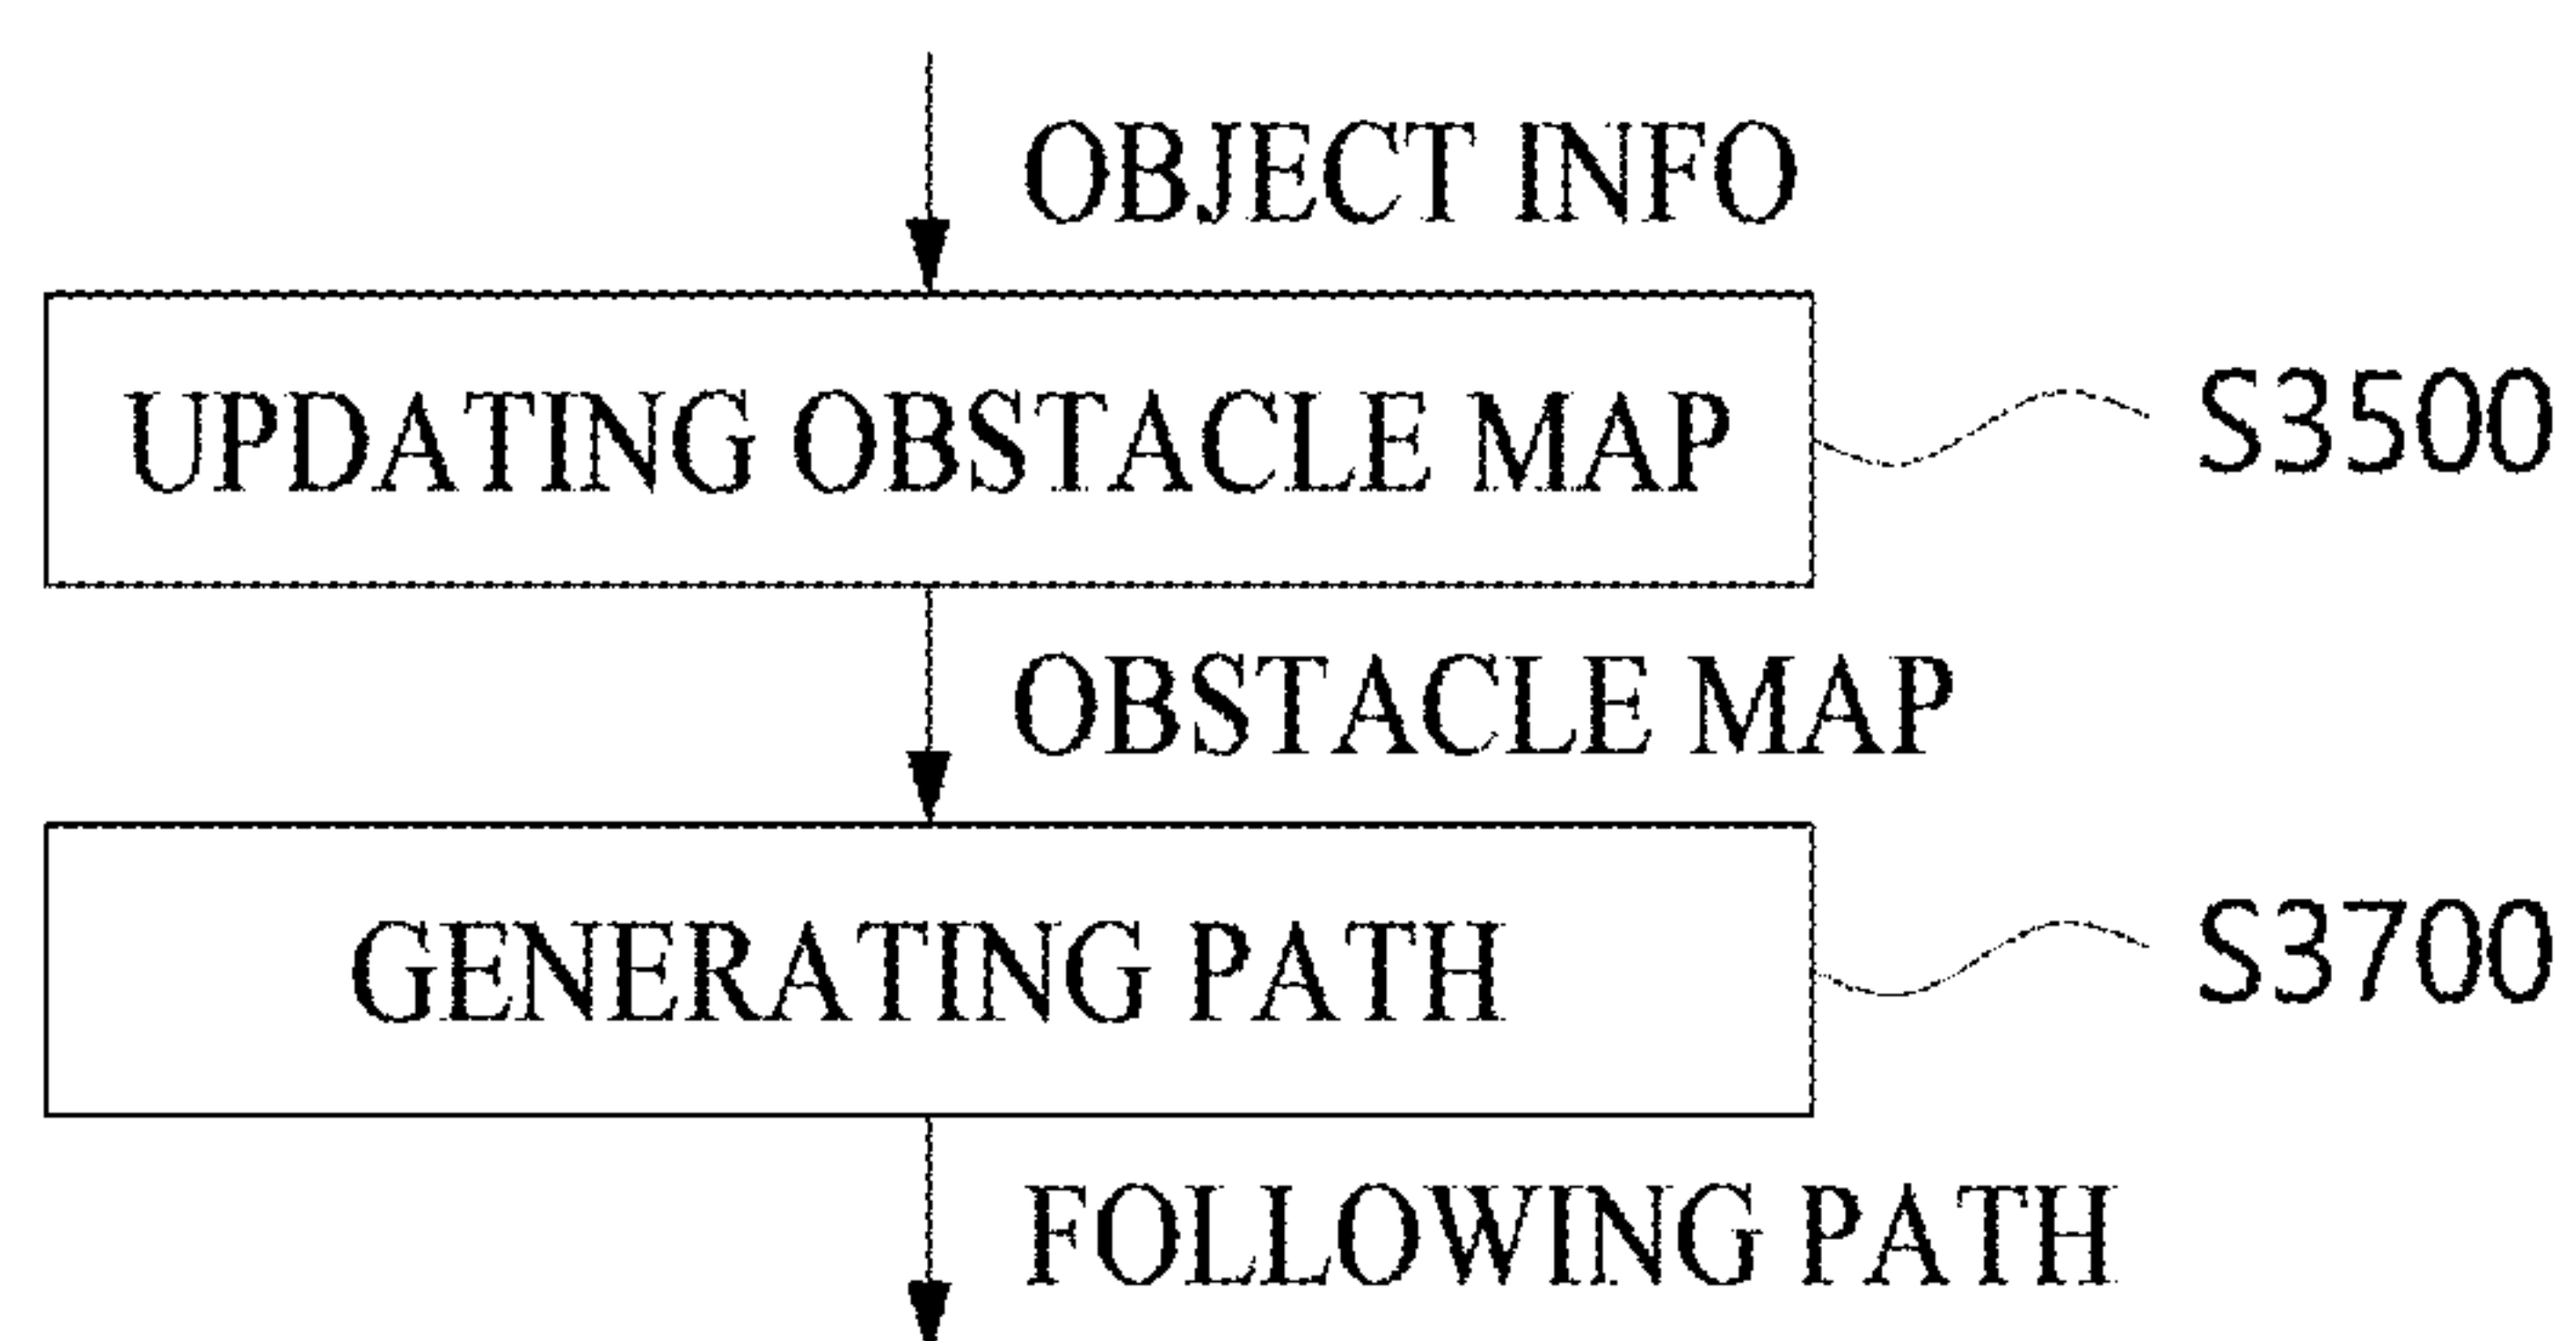 OBJECT INFO
UPDATING OBSTACLE MAP
S3500
OBSTACLE MAP
GENERATING PATH
S3700
FOLLOWING PATH